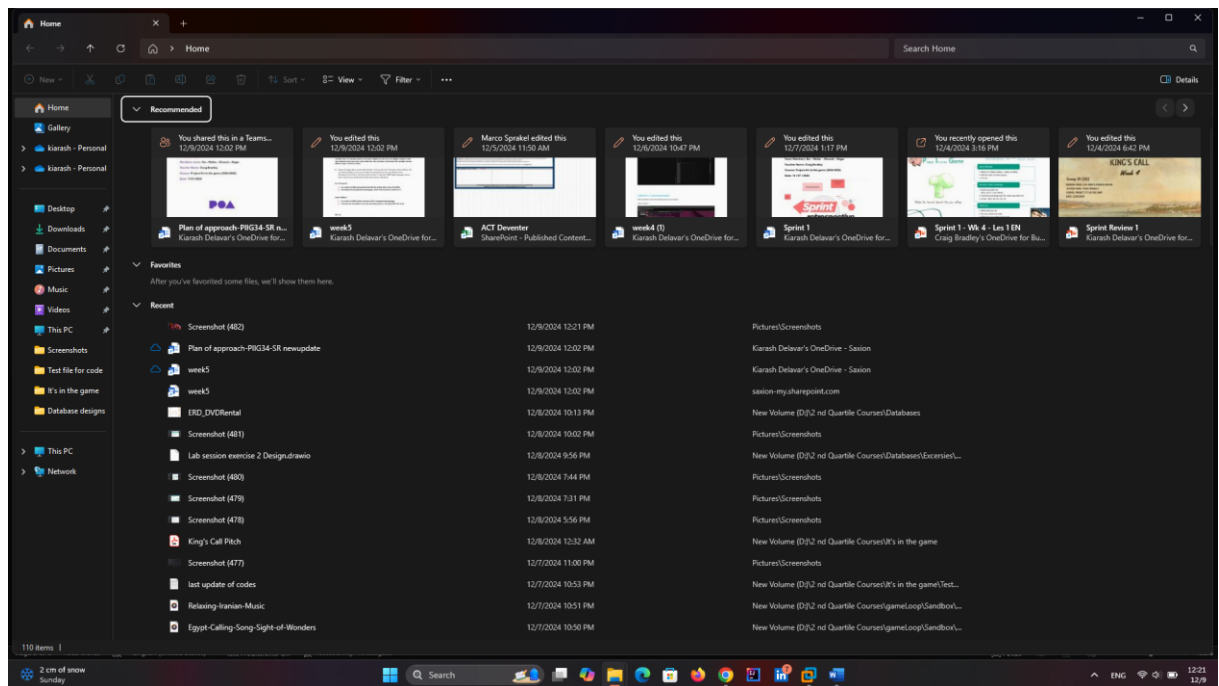 Home
Home
Search Home
New
Sort
View
Filter
Details
Home
Gallery
kiarash - Personal
kiarash - Personal
Desktop
Downloads
Documents
Pictures
Music
Videos
This PC
Screenshots
Test file for code
It's in the game
Database designs
This PC
Network
Recommended
You shared this in a Teams...
12/9/2024 12:02 PM
POA
Plan of approach-PIIG34-SR n...
Kiarash Delavar's OneDrive for...
You edited this
12/9/2024 12:02 PM
week5
Kiarash Delavar's OneDrive for...
Marco Sprakel edited this
12/5/2024 11:50 AM
ACT Deventer
SharePoint - Published Content...
You edited this
12/6/2024 10:47 PM
week4 (1)
Kiarash Delavar's OneDrive for...
You edited this
12/7/2024 1:17 PM
Sprint
Sprint 1
Kiarash Delavar's OneDrive for...
You recently opened this
12/4/2024 3:16 PM
Sprint 1 - Wk 4 - Les 1 EN
Craig Bradley's OneDrive for Bu...
You edited this
12/4/2024 6:42 PM
KING'S CALL
Week 4
Sprint Review 1
Kiarash Delavar's OneDrive for...
Favorites
After you've favorited some files, we'll show them here.
Recent
Screenshot (482) 12/9/2024 12:21 PM Pictures\Screenshots
Plan of approach-PIIG34-SR newupdate 12/9/2024 12:02 PM Kiarash Delavar's OneDrive - Saxion
week5 12/9/2024 12:02 PM Kiarash Delavar's OneDrive - Saxion
week5 12/9/2024 12:02 PM saxion-my.sharepoint.com
ERD_DVDRental 12/8/2024 10:13 PM New Volume (D:)\2 nd Quartile Courses\Databases
Screenshot (481) 12/8/2024 10:02 PM Pictures\Screenshots
Lab session exercise 2 Design.drawio 12/8/2024 9:56 PM New Volume (D:)\2 nd Quartile Courses\Databases\Excersies\...
Screenshot (480) 12/8/2024 7:44 PM Pictures\Screenshots
Screenshot (479) 12/8/2024 7:31 PM Pictures\Screenshots
Screenshot (478) 12/8/2024 5:56 PM Pictures\Screenshots
King's Call Pitch 12/8/2024 12:32 AM New Volume (D:)\2 nd Quartile Courses\It's in the game
Screenshot (477) 12/7/2024 11:00 PM Pictures\Screenshots
last update of codes 12/7/2024 10:53 PM New Volume (D:)\2 nd Quartile Courses\It's in the game\Test...
Relaxing-Iranian-Music 12/7/2024 10:51 PM New Volume (D:)\2 nd Quartile Courses\gameLoop\Sandbox\...
Egypt-Calling-Song-Sight-of-Wonders 12/7/2024 10:50 PM New Volume (D:)\2 nd Quartile Courses\gameLoop\Sandbox\...
110 items
2 cm of snow
Sunday
Search
ENG
12:21
12/9